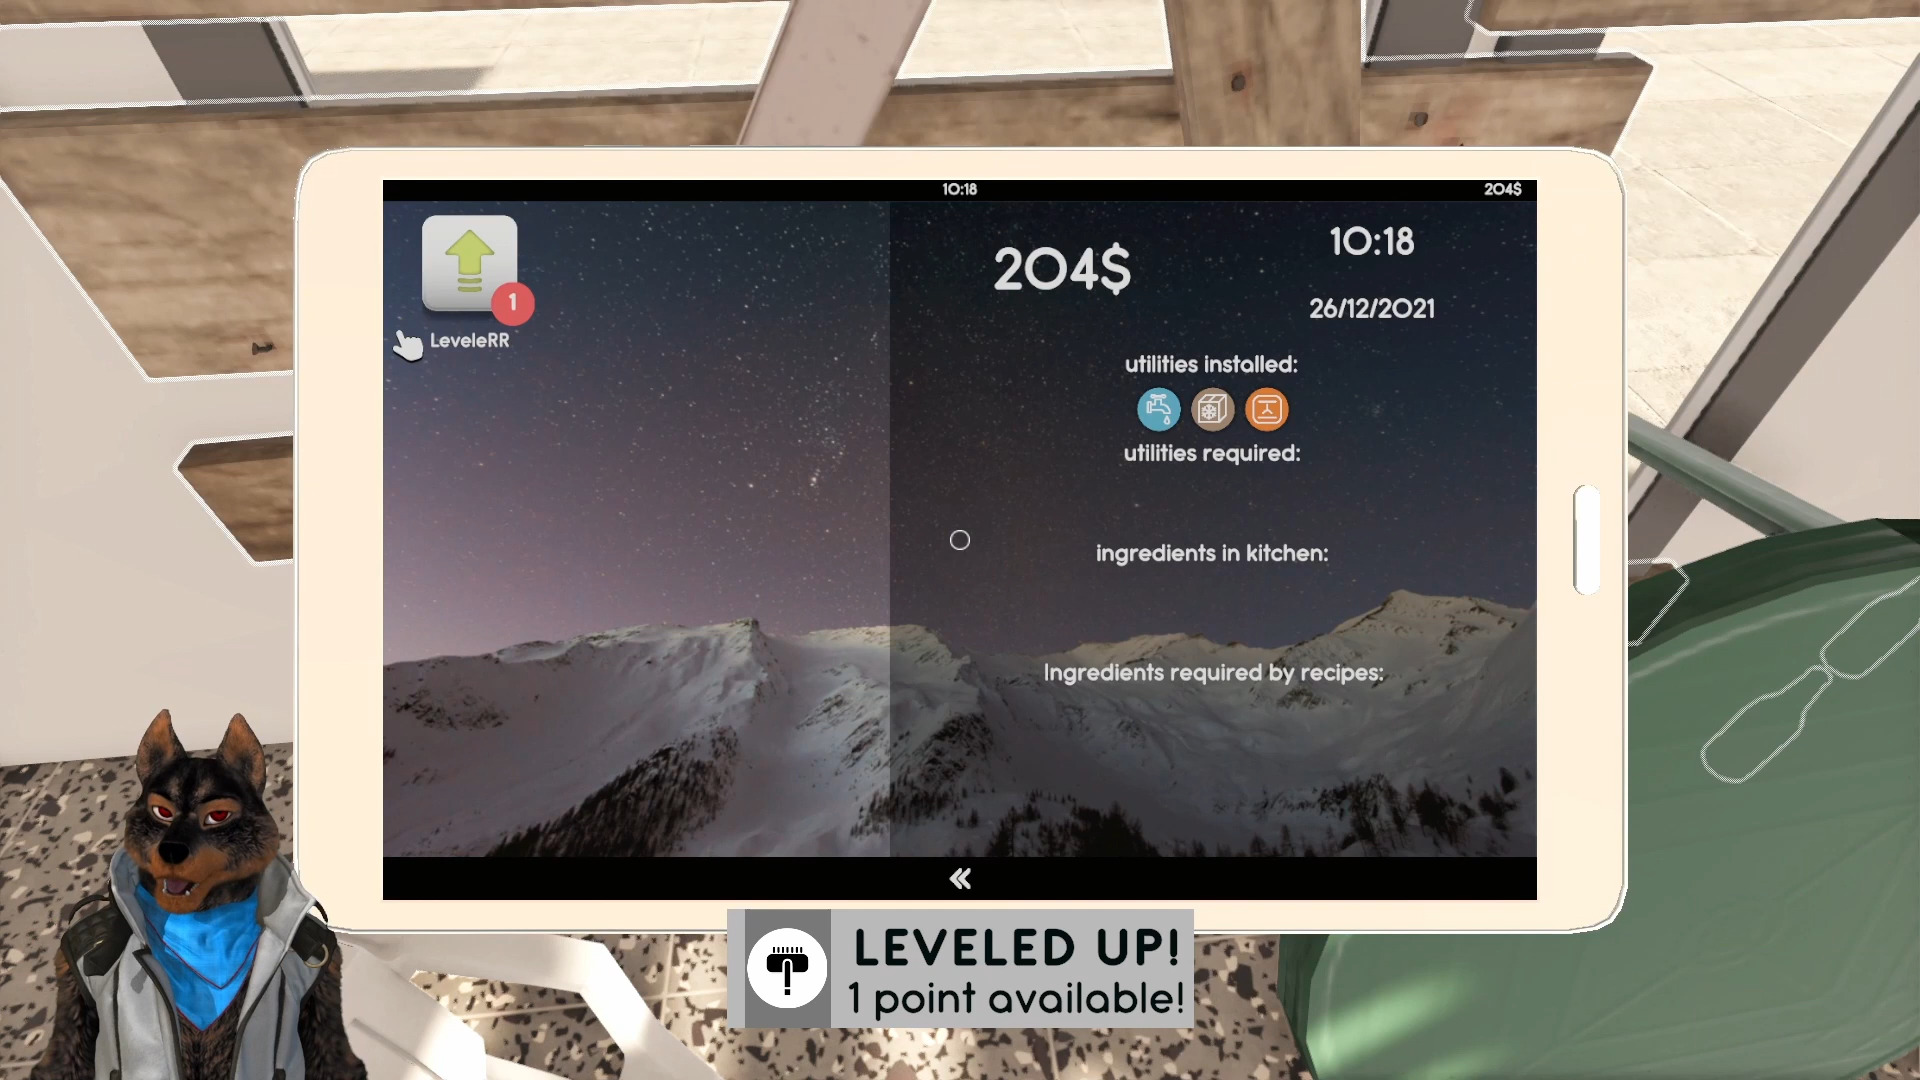 10:18
204$
1
LeveleRR
204$
10:18
26/12/2021
utilities installed:
utilities required:
ingredients in kitchen:
Ingredients required by recipes:
LEVELED UP!
1 point available!